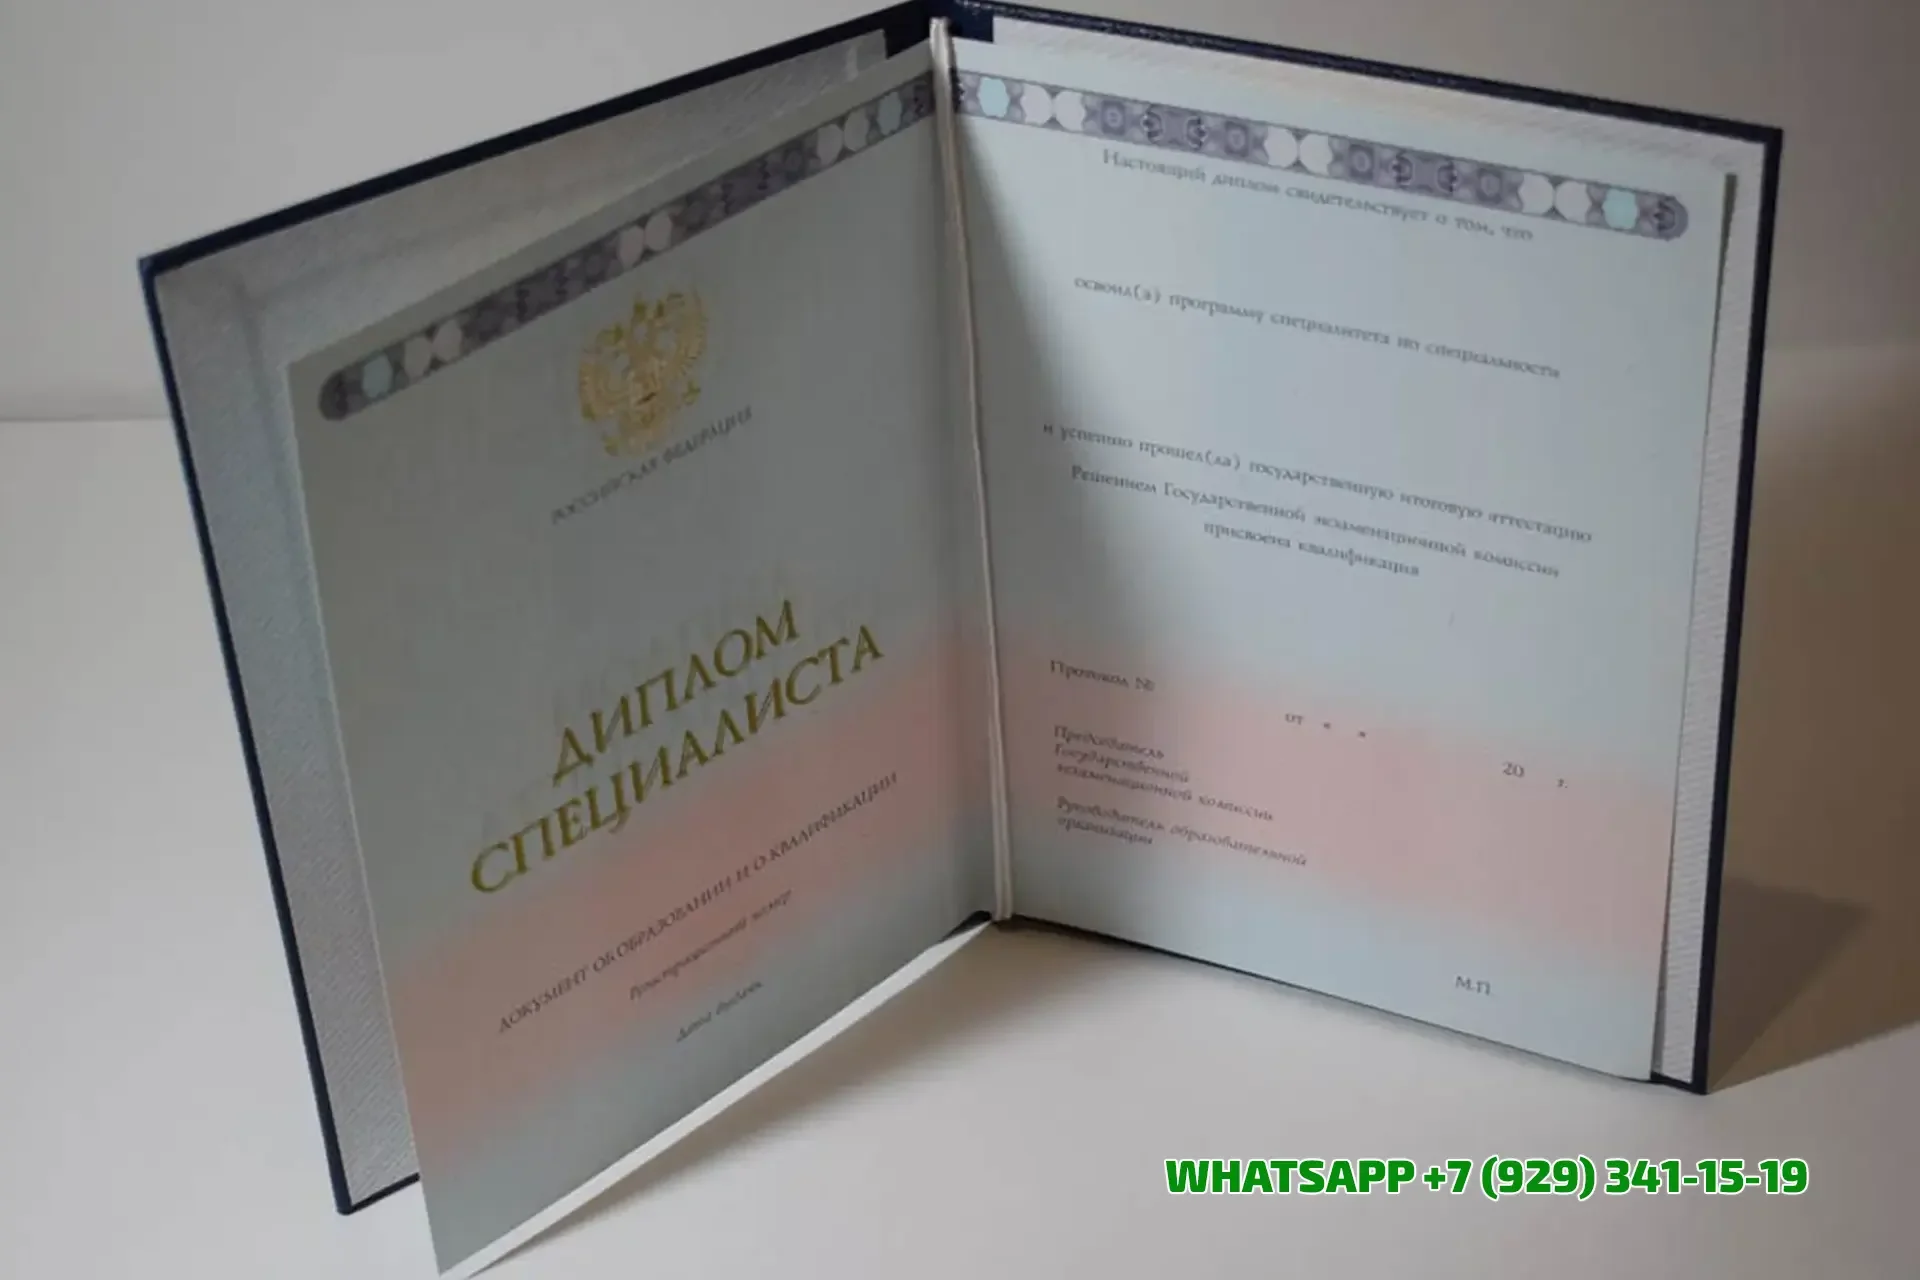 РОССИЙСКАЯ ФЕДЕРАЦИЯ
ДИПЛОМ
СПЕЦИАЛИСТА
ДОКУМЕНТ ОБ ОБРАЗОВАНИИ И О КВАЛИФИКАЦИИ
Регистрационный номер
Дата выдачи
Настоящий диплом свидетельствует о том, что
освоил(а) программу специалитета по специальности
и успешно прошел(ла) государственную итоговую аттестацию
Решением Государственной экзаменационной комиссии
присвоена квалификация
Протокол №
от « » 20 г.
Председатель
Государственной
экзаменационной комиссии
Руководитель образовательной
организации
М.П.
WHATSAPP +7 (929) 341-15-19